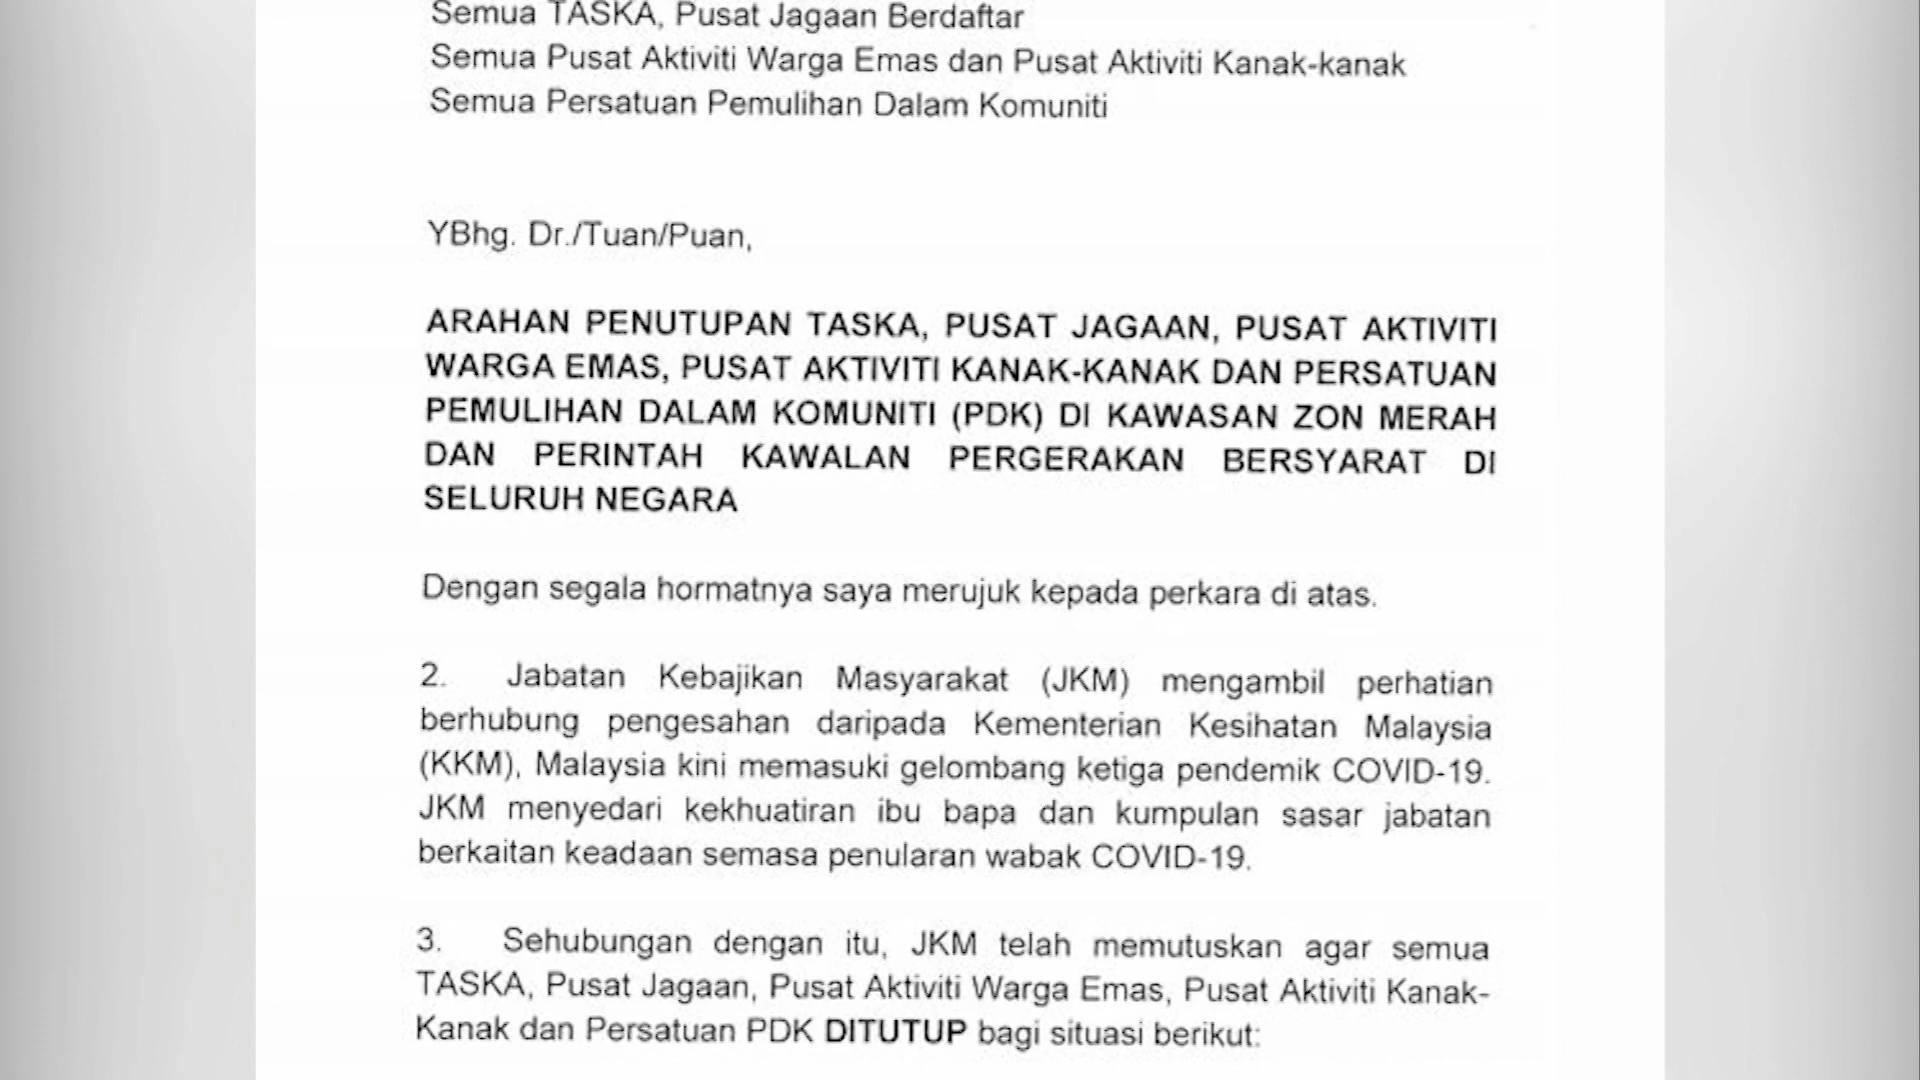 Semua TASKA, Pusat Jagaan Berdaftar
Semua Pusat Aktiviti Warga Emas dan Pusat Aktiviti Kanak-kanak
Semua Persatuan Pemulihan Dalam Komuniti
YBhg. Dr./Tuan/Puan,
ARAHAN PENUTUPAN TASKA, PUSAT JAGAAN, PUSAT AKTIVITI
WARGA EMAS, PUSAT AKTIVITI KANAK-KANAK DAN PERSATUAN
PEMULIHAN DALAM KOMUNITI (PDK) DI KAWASAN ZON MERAH
DAN PERINTAH KAWALAN PERGERAKAN BERSYARAT DI
SELURUH NEGARA
Dengan segala hormatnya saya merujuk kepada perkara di atas.
2. Jabatan Kebajikan Masyarakat (JKM) mengambil perhatian
berhubung pengesahan daripada Kementerian Kesihatan Malaysia
(KKM), Malaysia kini memasuki gelombang ketiga pendemik COVID-19.
JKM menyedari kekhuatiran ibu bapa dan kumpulan sasar jabatan
berkaitan keadaan semasa penularan wabak COVID-19.
3. Sehubungan dengan itu, JKM telah memutuskan agar semua
TASKA, Pusat Jagaan, Pusat Aktiviti Warga Emas, Pusat Aktiviti Kanak-
Kanak dan Persatuan PDK DITUTUP bagi situasi berikut: